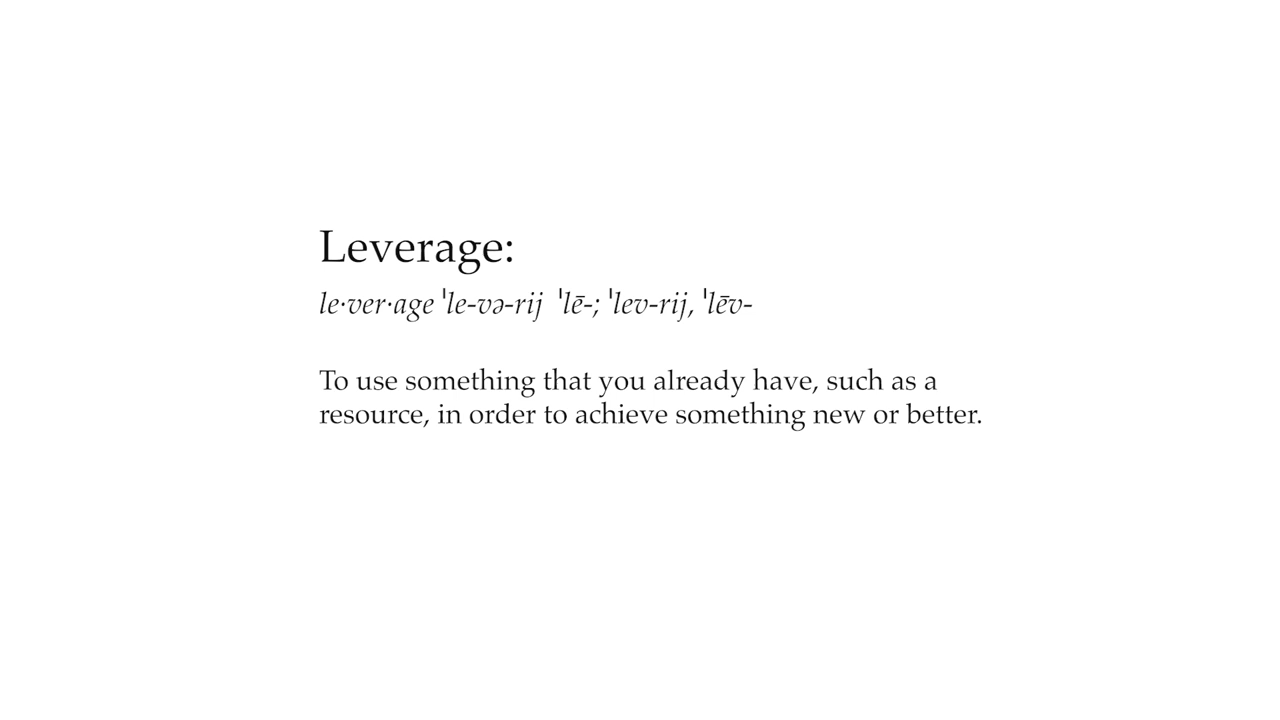 Leverage:
le·ver·age ˈle-və-rij ˈlē-; ˈlev-rij, ˈlēv-
To use something that you already have, such as a
resource, in order to achieve something new or better.